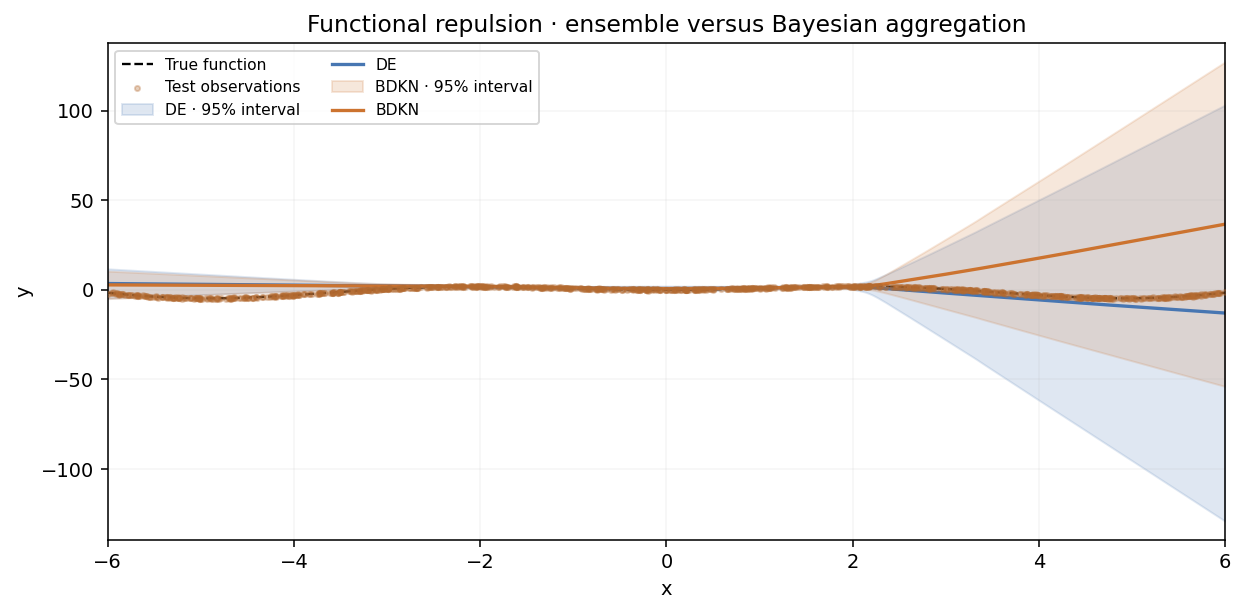 Functional repulsion · ensemble versus Bayesian aggregation
True function
Test observations
DE · 95% interval
DE
BDKN · 95% interval
BDKN
100
50
0
−50
−100
y
−6
−4
−2
0
2
4
6
x